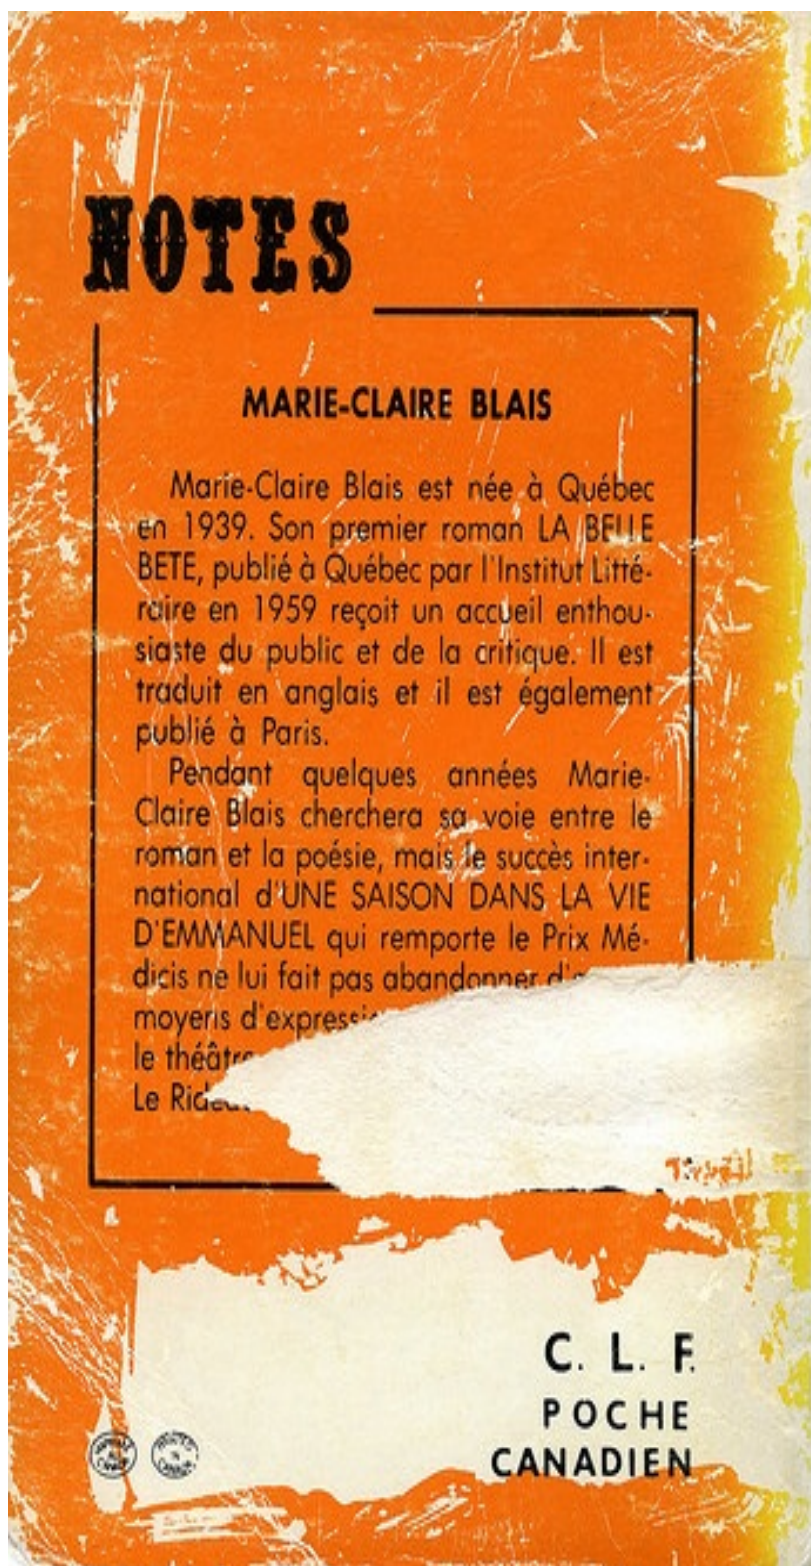 NOTES
MARIE-CLAIRE BLAIS
Marie-Claire Blais est née à Québec
en 1939. Son premier roman LA BELLE
BETE, publié à Québec par l'Institut Litté-
raire en 1959 reçoit un accueil enthou-
siaste du public et de la critique. Il est
traduit en anglais et il est également
publié à Paris.
Pendant quelques années Marie-
Claire Blais cherchera sa voie entre le
roman et la poésie, mais le succès inter-
national d'UNE SAISON DANS LA VIE
D'EMMANUEL qui remporte le Prix Mé-
dicis ne lui fait pas abandonner
moyens
le théâtre
Le
C. L. F.
POCHE
CANADIEN